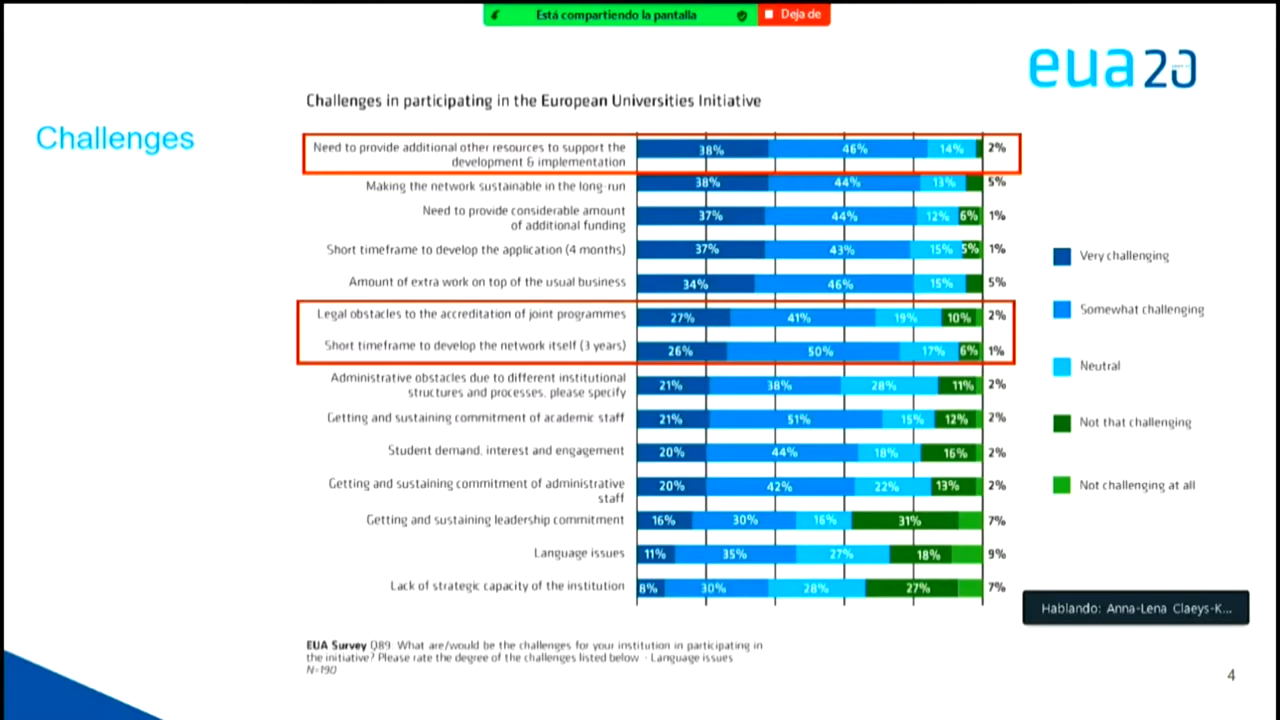 Está compartiendo la pantalla
Deja de
eua20
Challenges in participating in the European Universities Initiative
Challenges
Need to provide additional other resources to support the
development & implementation
38% 46% 14% 2%
Making the network sustainable in the long-run
38% 44% 13% 5%
Need to provide considerable amount
of additional funding
37% 44% 12% 6% 1%
Short timeframe to develop the application (4 months)
37% 43% 15% 5% 1%
Amount of extra work on top of the usual business
34% 46% 15% 5%
Legal obstacles to the accreditation of joint programmes
27% 41% 19% 10% 2%
Short timeframe to develop the network itself (3 years)
26% 50% 17% 6% 1%
Administrative obstacles due to different institutional
structures and processes, please specify
21% 38% 28% 11% 2%
Getting and sustaining commitment of academic staff
21% 51% 15% 12% 2%
Student demand, interest and engagement
20% 44% 18% 16% 2%
Getting and sustaining commitment of administrative
staff
20% 42% 22% 13% 2%
Getting and sustaining leadership commitment
16% 30% 16% 31% 7%
Language issues
11% 35% 27% 18% 9%
Lack of strategic capacity of the institution
8% 30% 28% 27% 7%
Very challenging
Somewhat challenging
Neutral
Not that challenging
Not challenging at all
Hablando: Anna-Lena Claeys-K...
EUA Survey Q89. What are/would be the challenges for your institution in participating in
the initiative? Please rate the degree of the challenges listed below. - Language issues
N=190
4